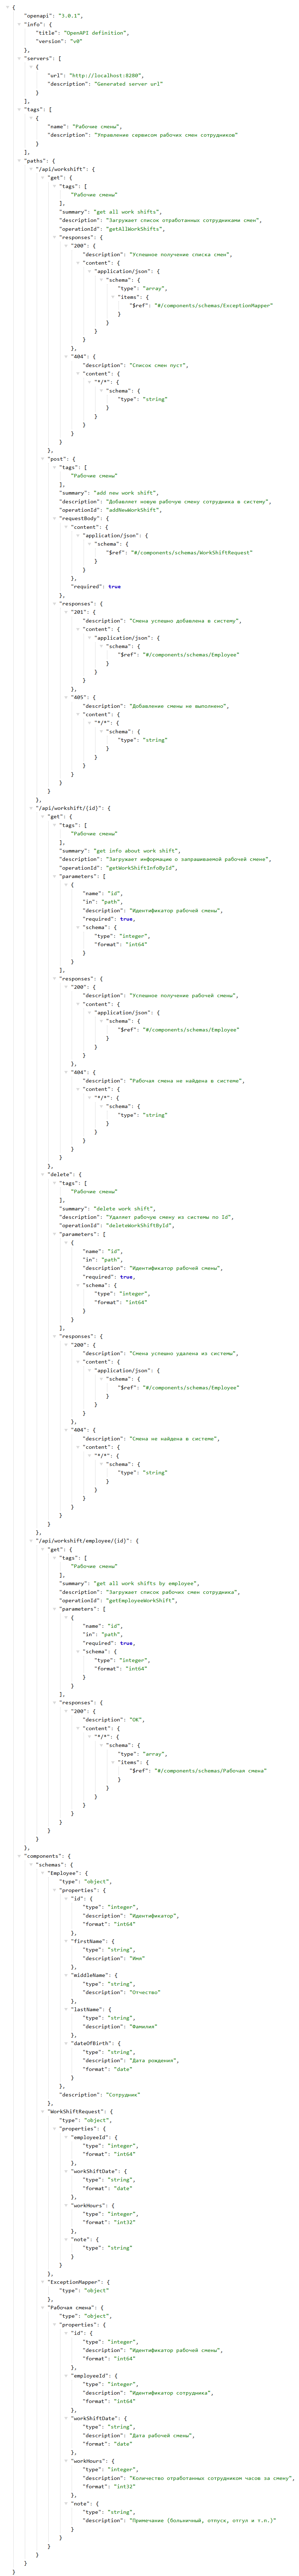 {
"openapi": "3.0.1",
"info": {
"title": "OpenAPI definition",
"version": "v0"
},
"servers": [
{
"url": "http://localhost:8280",
"description": "Generated server url"
}
],
"tags": [
{
"name": "Рабочие смены",
"description": "Управление сервисом рабочих смен сотрудников"
}
],
"paths": {
"/api/workshift": {
"get": {
"tags": [
"Рабочие смены"
],
"summary": "get all work shifts",
"description": "Загружает список отработанных сотрудниками смен",
"operationId": "getAllWorkShifts",
"responses": {
"200": {
"description": "Успешное получение списка смен",
"content": {
"application/json": {
"schema": {
"type": "array",
"items": {
"$ref": "#/components/schemas/ExceptionMapper"
}
}
}
}
},
"404": {
"description": "Список смен пуст",
"content": {
"*/*": {
"schema": {
"type": "string"
}
}
}
}
}
},
"post": {
"tags": [
"Рабочие смены"
],
"summary": "add new work shift",
"description": "Добавляет новую рабочую смену сотрудника в систему",
"operationId": "addNewWorkShift",
"requestBody": {
"content": {
"application/json": {
"schema": {
"$ref": "#/components/schemas/WorkShiftRequest"
}
}
},
"required": true
},
"responses": {
"201": {
"description": "Смена успешно добавлена в систему",
"content": {
"application/json": {
"schema": {
"$ref": "#/components/schemas/Employee"
}
}
}
},
"405": {
"description": "Добавление смены не выполнено",
"content": {
"*/*": {
"schema": {
"type": "string"
}
}
}
}
}
}
},
"/api/workshift/{id}": {
"get": {
"tags": [
"Рабочие смены"
],
"summary": "get info about work shift",
"description": "Загружает информацию о запрашиваемой рабочей смене",
"operationId": "getWorkShiftInfoById",
"parameters": [
{
"name": "id",
"in": "path",
"description": "Идентификатор рабочей смены",
"required": true,
"schema": {
"type": "integer",
"format": "int64"
}
}
],
"responses": {
"200": {
"description": "Успешное получение рабочей смены",
"content": {
"application/json": {
"schema": {
"$ref": "#/components/schemas/Employee"
}
}
}
},
"404": {
"description": "Рабочая смена не найдена в системе",
"content": {
"*/*": {
"schema": {
"type": "string"
}
}
}
}
}
},
"delete": {
"tags": [
"Рабочие смены"
],
"summary": "delete work shift",
"description": "Удаляет рабочую смену из системы по Id",
"operationId": "deleteWorkShiftById",
"parameters": [
{
"name": "id",
"in": "path",
"description": "Идентификатор рабочей смены",
"required": true,
"schema": {
"type": "integer",
"format": "int64"
}
}
],
"responses": {
"200": {
"description": "Смена успешно удалена из системы",
"content": {
"application/json": {
"schema": {
"$ref": "#/components/schemas/Employee"
}
}
}
},
"404": {
"description": "Смена не найдена в системе",
"content": {
"*/*": {
"schema": {
"type": "string"
}
}
}
}
}
}
},
"/api/workshift/employee/{id}": {
"get": {
"tags": [
"Рабочие смены"
],
"summary": "get all work shifts by employee",
"description": "Загружает список рабочих смен сотрудника",
"operationId": "getEmployeeWorkShift",
"parameters": [
{
"name": "id",
"in": "path",
"required": true,
"schema": {
"type": "integer",
"format": "int64"
}
}
],
"responses": {
"200": {
"description": "OK",
"content": {
"*/*": {
"schema": {
"type": "array",
"items": {
"$ref": "#/components/schemas/Рабочая смена"
}
}
}
}
}
}
}
}
},
"components": {
"schemas": {
"Employee": {
"type": "object",
"properties": {
"id": {
"type": "integer",
"description": "Идентификатор",
"format": "int64"
},
"firstName": {
"type": "string",
"description": "Имя"
},
"middleName": {
"type": "string",
"description": "Отчество"
},
"lastName": {
"type": "string",
"description": "Фамилия"
},
"dateOfBirth": {
"type": "string",
"description": "Дата рождения",
"format": "date"
}
},
"description": "Сотрудник"
},
"WorkShiftRequest": {
"type": "object",
"properties": {
"employeeId": {
"type": "integer",
"format": "int64"
},
"workShiftDate": {
"type": "string",
"format": "date"
},
"workHours": {
"type": "integer",
"format": "int32"
},
"note": {
"type": "string"
}
}
},
"ExceptionMapper": {
"type": "object"
},
"Рабочая смена": {
"type": "object",
"properties": {
"id": {
"type": "integer",
"description": "Идентификатор рабочей смены",
"format": "int64"
},
"employeeId": {
"type": "integer",
"description": "Идентификатор сотрудника",
"format": "int64"
},
"workShiftDate": {
"type": "string",
"description": "Дата рабочей смены",
"format": "date"
},
"workHours": {
"type": "integer",
"description": "Количество отработанных сотрудником часов за смену",
"format": "int32"
},
"note": {
"type": "string",
"description": "Примечание (больничный, отпуск, отгул и т.п.)"
}
}
}
}
}
}